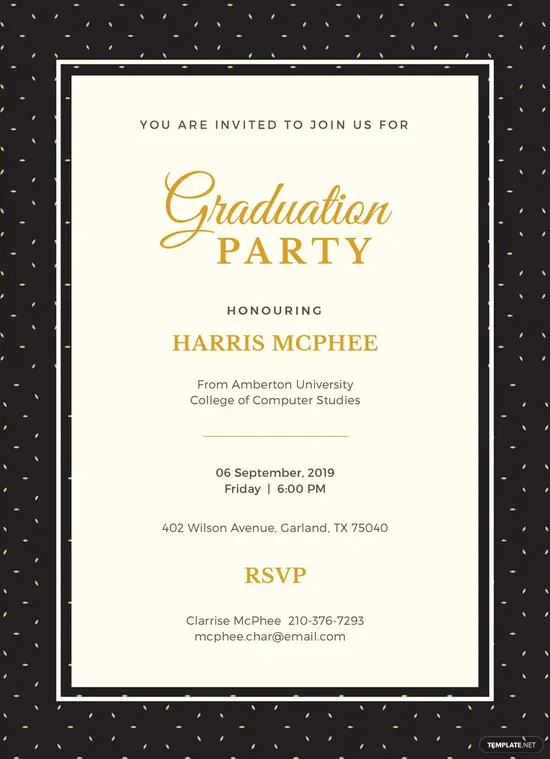 YOU ARE INVITED TO JOIN US FOR
Graduation
PARTY
HONOURING
HARRIS MCPHEE
From Amberton University
College of Computer Studies
06 September, 2019
Friday | 6:00 PM
402 Wilson Avenue, Garland, TX 75040
RSVP
Clarrise McPhee 210-376-7293
mcphee.char@email.com
TEMPLATE.NET